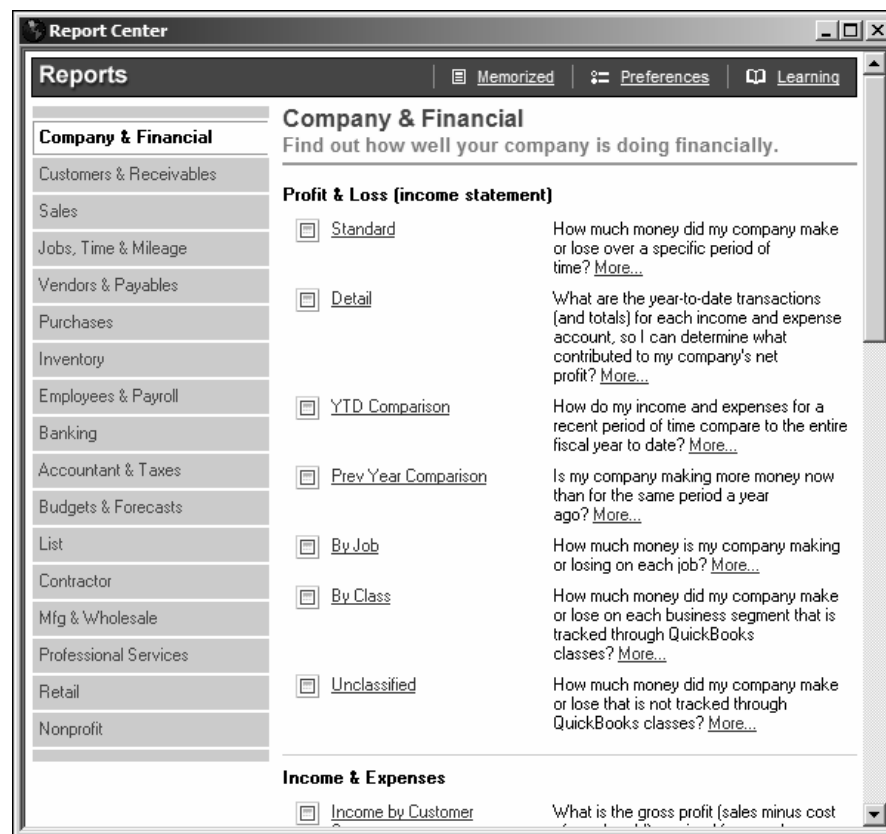 Report Center
Reports
Memorized
Preferences
Learning
Company & Financial
Customers & Receivables
Sales
Jobs, Time & Mileage
Vendors & Payables
Purchases
Inventory
Employees & Payroll
Banking
Accountant & Taxes
Budgets & Forecasts
List
Contractor
Mfg & Wholesale
Professional Services
Retail
Nonprofit
Company & Financial
Find out how well your company is doing financially.
Profit & Loss (income statement)
Standard
How much money did my company make
or lose over a specific period of
time? More...
Detail
What are the year-to-date transactions
(and totals) for each income and expense
account, so I can determine what
contributed to my company's net
profit? More...
YTD Comparison
How do my income and expenses for a
recent period of time compare to the entire
fiscal year to date? More...
Prev Year Comparison
Is my company making more money now
than for the same period a year
ago? More...
By Job
How much money is my company making
or losing on each job? More...
By Class
How much money did my company make
or lose on each business segment that is
tracked through QuickBooks
classes? More...
Unclassified
How much money did my company make
or lose that is not tracked through
QuickBooks classes? More...
Income & Expenses
Income by Customer
What is the gross profit (sales minus cost